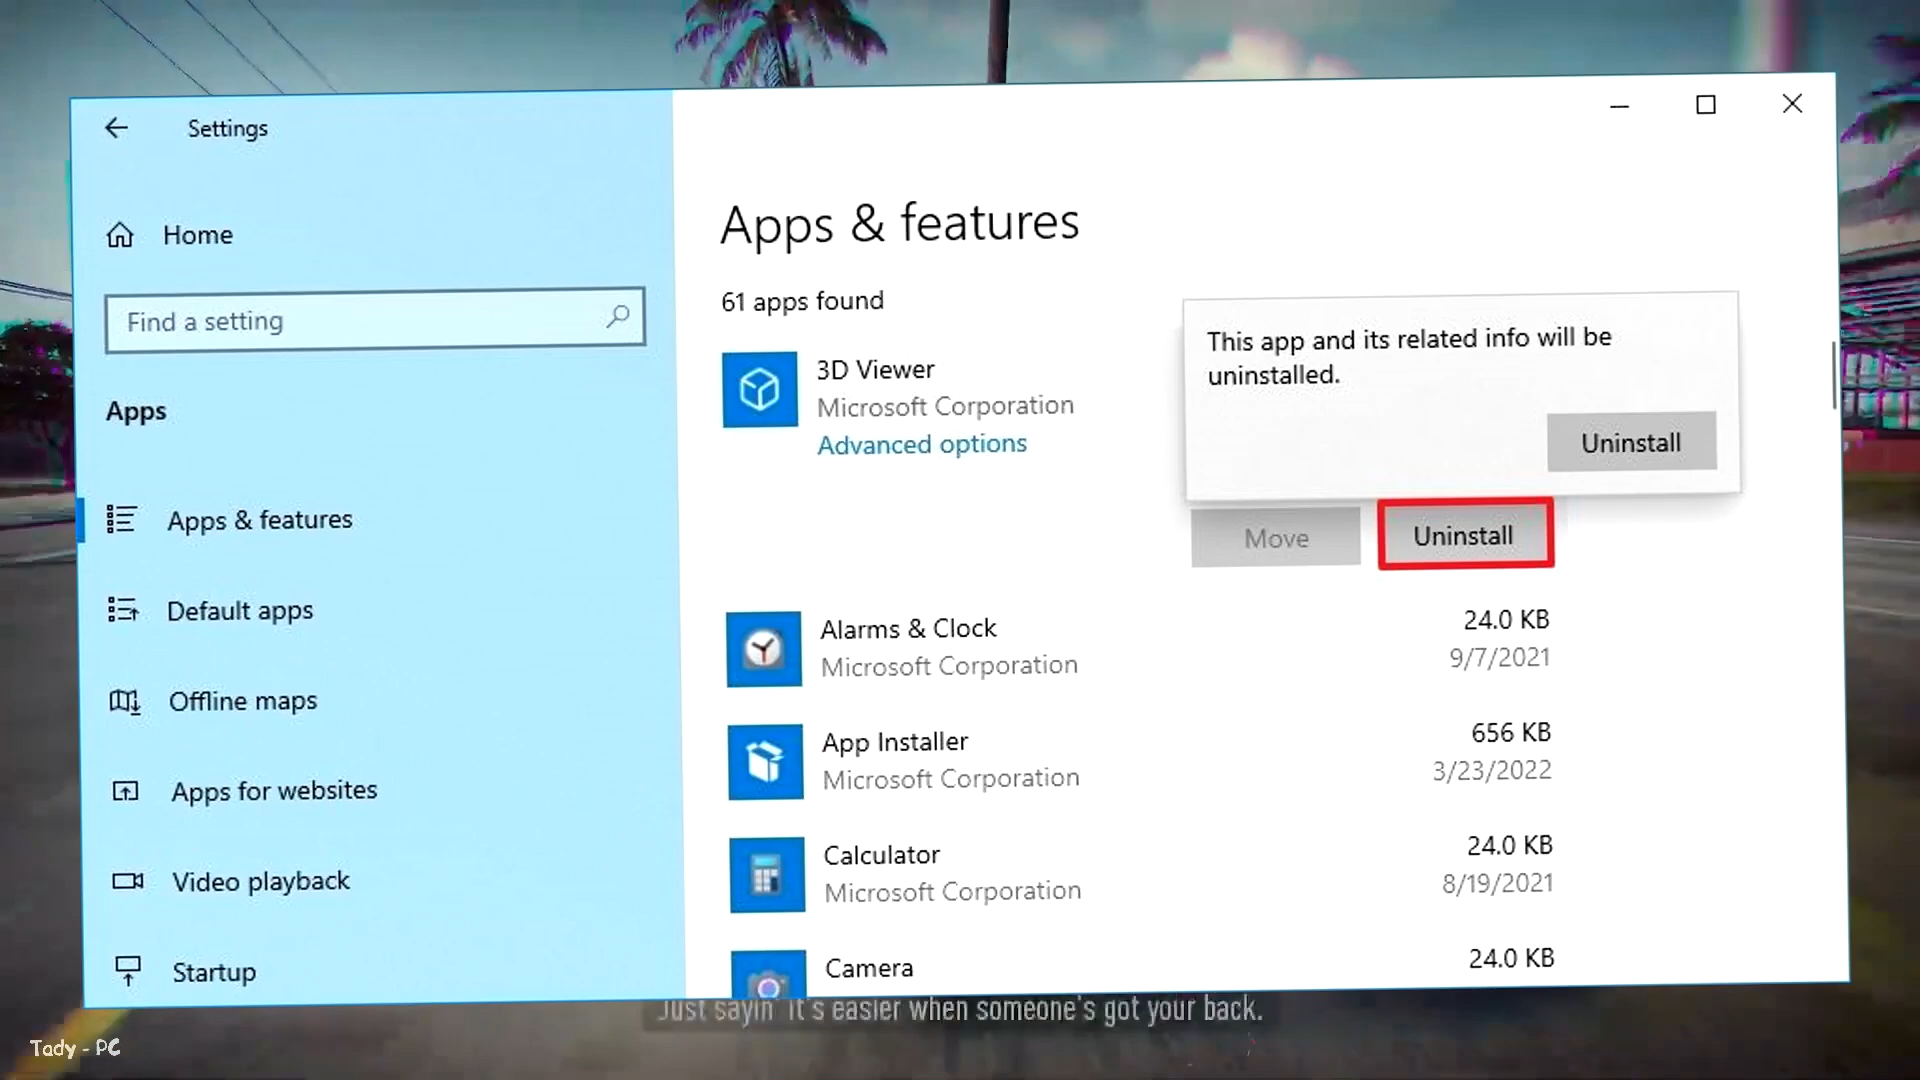 Settings
Home
Find a setting
Apps
Apps & features
Default apps
Offline maps
Apps for websites
Video playback
Startup
Apps & features
61 apps found
3D Viewer
Microsoft Corporation
Advanced options
This app and its related info will be
uninstalled.
Uninstall
Move
Uninstall
Alarms & Clock
24.0 KB
Microsoft Corporation
9/7/2021
App Installer
656 KB
Microsoft Corporation
3/23/2022
Calculator
24.0 KB
Microsoft Corporation
8/19/2021
Camera
24.0 KB
Just sayin' it's easier when someone's got your back.
Tady - PC